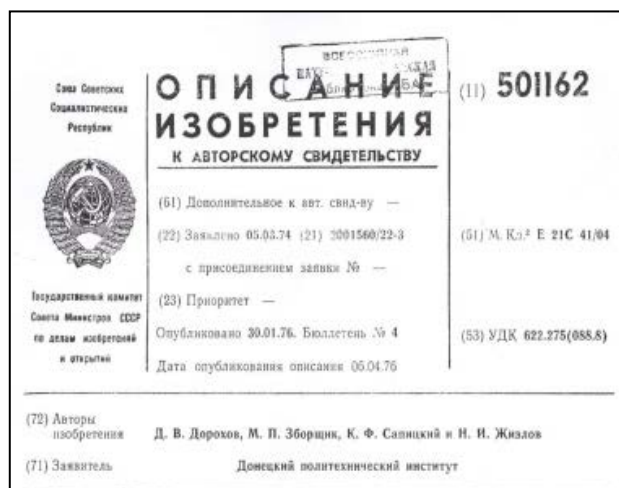 Союз Советских
Социалистических
Республик
Государственный комитет
Совета Министров СССР
по делам изобретений
и открытий
ВСЕСОЮЗНАЯ
ОПИСАНИЕ
ИЗОБРЕТЕНИЯ
К АВТОРСКОМУ СВИДЕТЕЛЬСТВУ
(11) 501162
(61) Дополнительное к авт. свид-ву —
(22) Заявлено 05.03.74 (21) 2001560/22-3
с присоединением заявки № —
(23) Приоритет —
Опубликовано 30.01.76. Бюллетень № 4
Дата опубликования описания 06.04.76
(51) М. Кл.² E 21C 41/04
(53) УДК 622.275(088.8)
(72) Авторы
изобретения
Д. В. Дорохов, М. П. Зборщик, К. Ф. Сапицкий и Н. И. Жизлов
(71) Заявитель
Донецкий политехнический институт